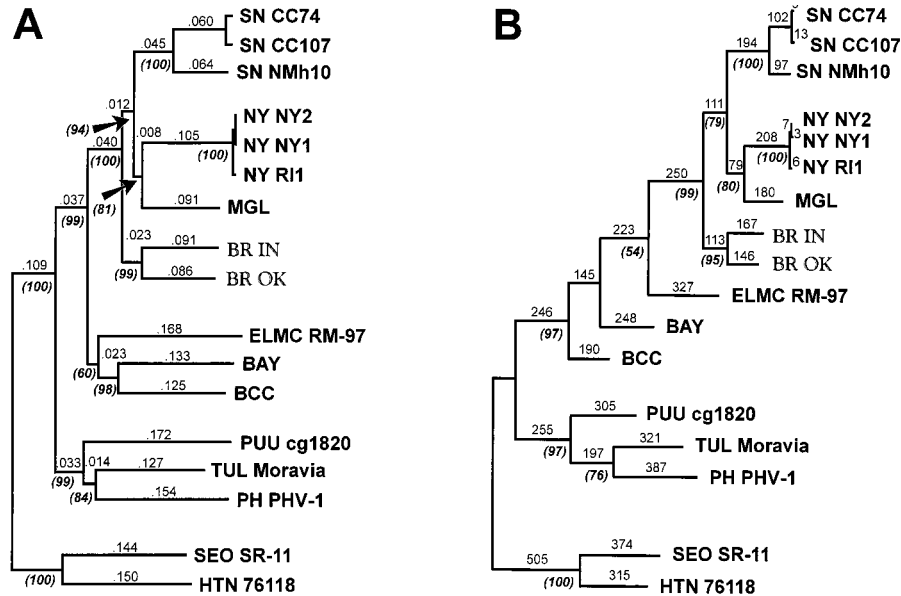 A
.060
SN CC74
.045
SN CC107
(100)
.064
SN NMh10
.012
(94)
NY NY2
.008
.105
.040
NY NY1
(100)
(100)
NY RI1
.037
(81)
.091
MGL
(99)
.023
.091
BR IN
.109
(99)
.086
BR OK
(100)
.168
ELMC RM-97
.023
.133
BAY
(60)
(98)
.125
BCC
.172
PUU cg1820
.033
.014
.127
TUL Moravia
(99)
(84)
.154
PH PHV-1
.144
SEO SR-11
(100)
.150
HTN 76118
B
102
SN CC74
13
194
SN CC107
(100)
97
SN NMh10
111
(79)
7
NY NY2
208
13
NY NY1
79
(100)
6
NY RI1
250
(80)
180
MGL
(99)
167
BR IN
223
113
(54)
(95)
146
BR OK
145
327
ELMC RM-97
246
248
BAY
(97)
190
BCC
305
PUU cg1820
255
321
TUL Moravia
(97)
197
(76)
387
PH PHV-1
374
SEO SR-11
505
(100)
315
HTN 76118